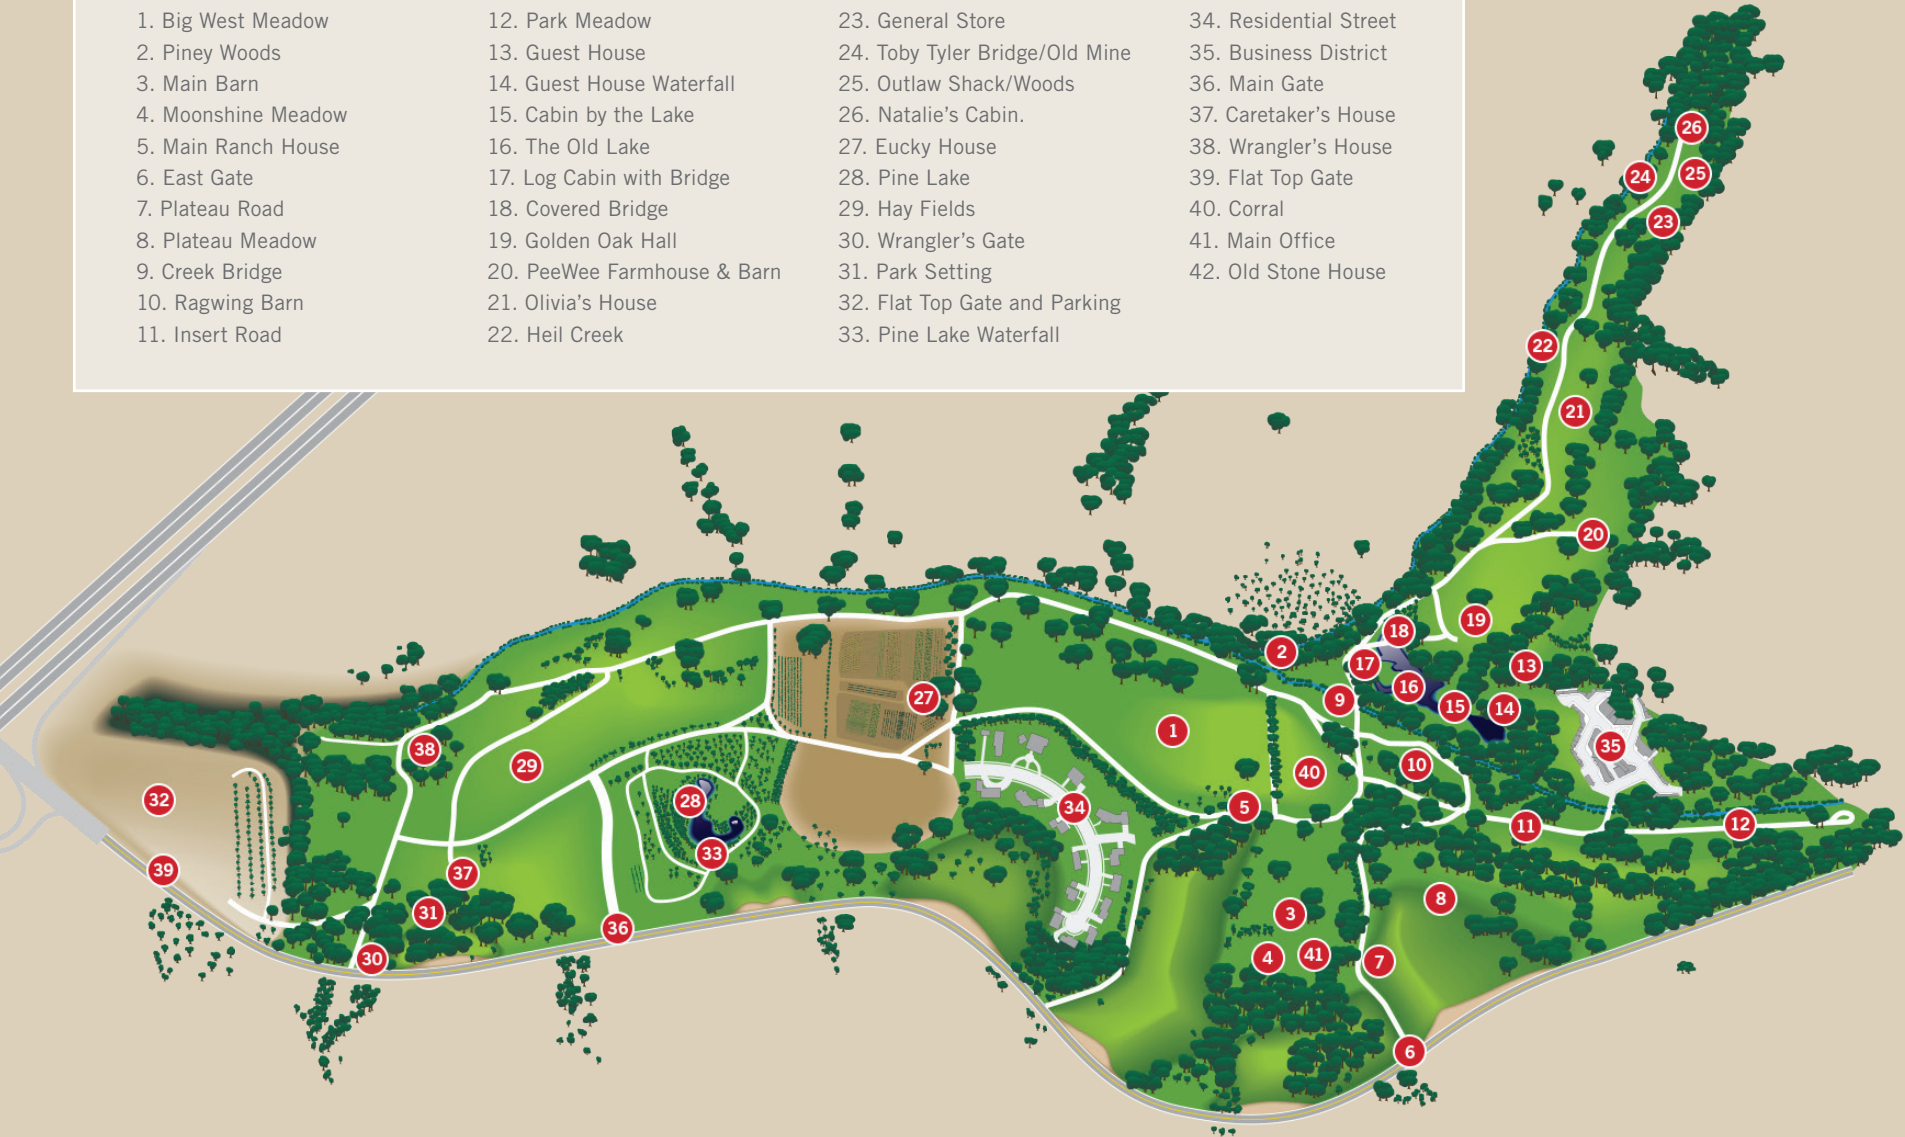 1. Big West Meadow
2. Piney Woods
3. Main Barn
4. Moonshine Meadow
5. Main Ranch House
6. East Gate
7. Plateau Road
8. Plateau Meadow
9. Creek Bridge
10. Ragwing Barn
11. Insert Road
12. Park Meadow
13. Guest House
14. Guest House Waterfall
15. Cabin by the Lake
16. The Old Lake
17. Log Cabin with Bridge
18. Covered Bridge
19. Golden Oak Hall
20. PeeWee Farmhouse & Barn
21. Olivia's House
22. Heil Creek
23. General Store
24. Toby Tyler Bridge/Old Mine
25. Outlaw Shack/Woods
26. Natalie's Cabin.
27. Eucky House
28. Pine Lake
29. Hay Fields
30. Wrangler's Gate
31. Park Setting
32. Flat Top Gate and Parking
33. Pine Lake Waterfall
34. Residential Street
35. Business District
36. Main Gate
37. Caretaker's House
38. Wrangler's House
39. Flat Top Gate
40. Corral
41. Main Office
42. Old Stone House
26
24
25
23
22
21
20
19
18
2
17
13
16
27
9
15
14
1
35
38
29
40
10
32
28
5
34
12
11
33
39
37
8
31
3
36
41
4
30
7
6